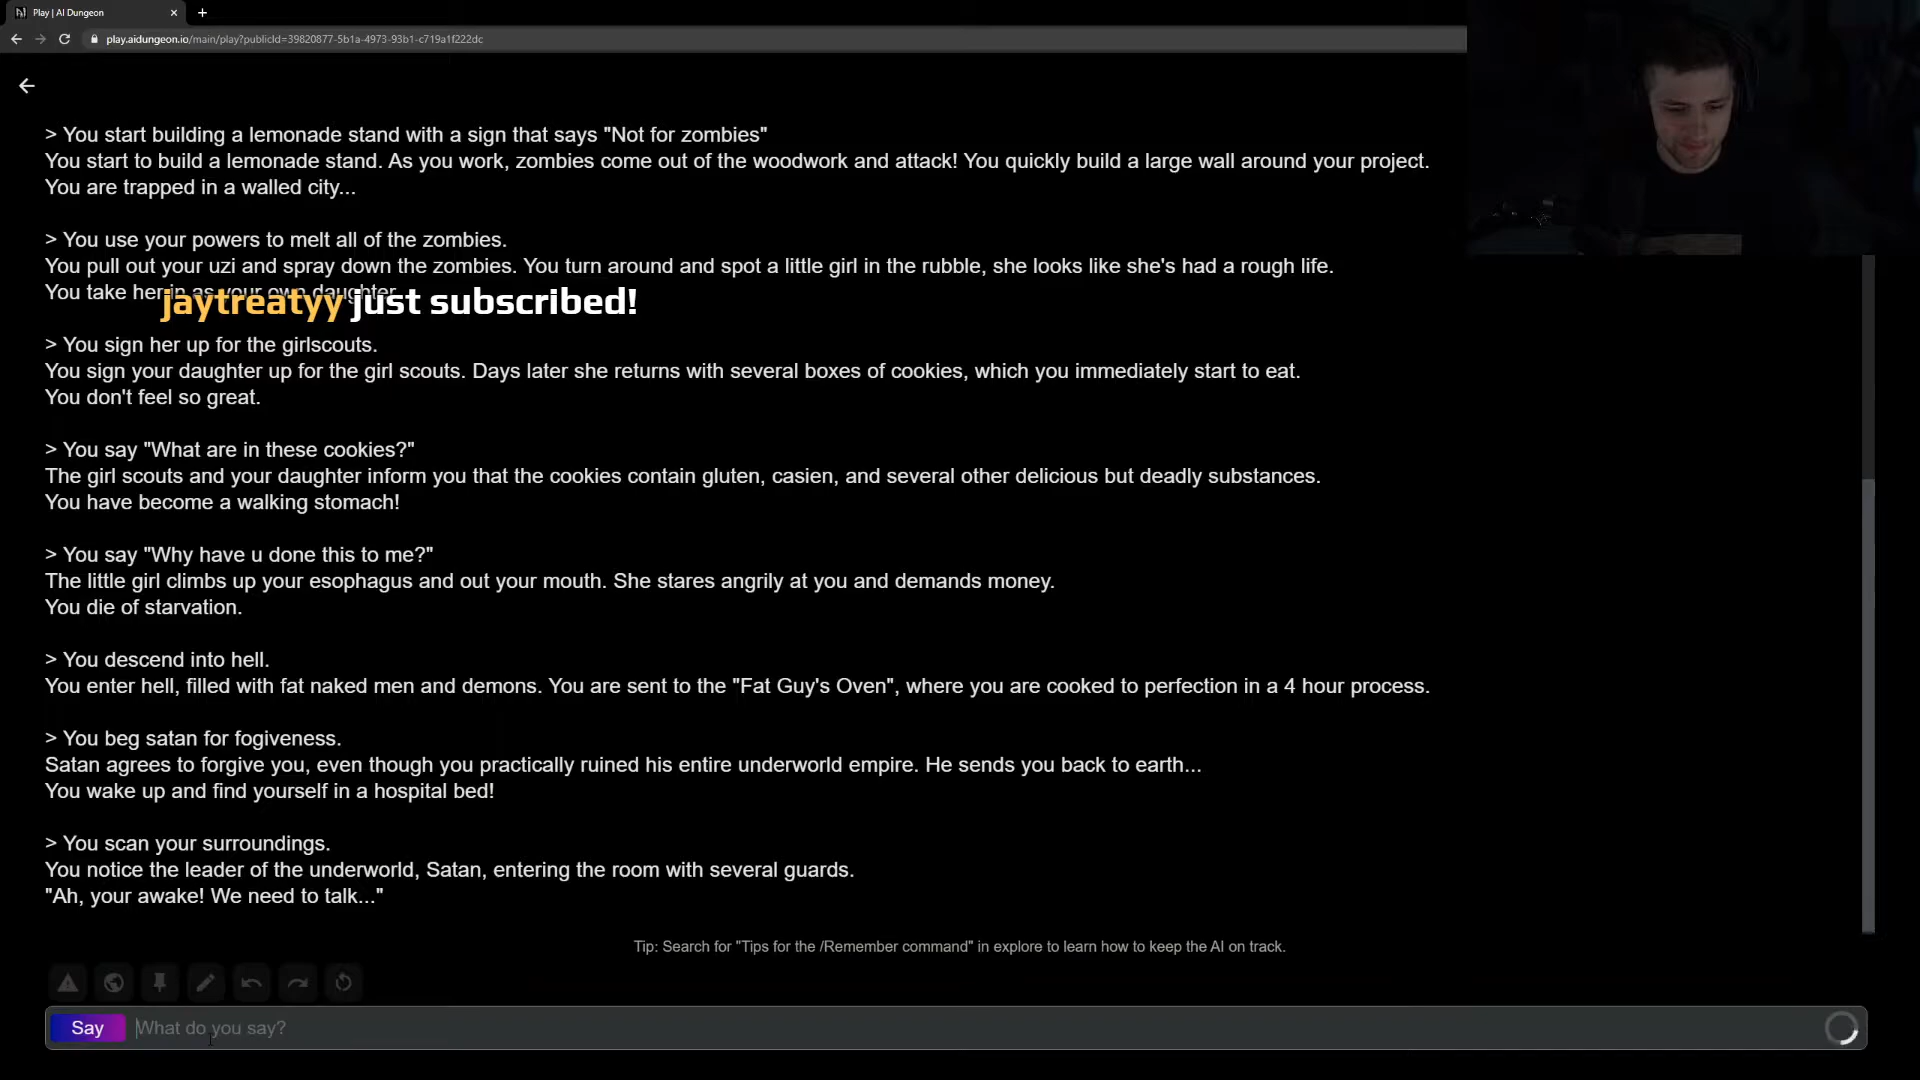 Play | AI Dungeon
play.aidungeon.io/main/play?publicId=39820877-5b1a-4973-93b1-c719a1f222dc
> You start building a lemonade stand with a sign that says "Not for zombies"
You start to build a lemonade stand. As you work, zombies come out of the woodwork and attack! You quickly build a large wall around your project.
You are trapped in a walled city...
> You use your powers to melt all of the zombies.
You pull out your uzi and spray down the zombies. You turn around and spot a little girl in the rubble, she looks like she's had a rough life.
You take her in as your own daughter
jaytreatyy just subscribed!
> You sign her up for the girlscouts.
You sign your daughter up for the girl scouts. Days later she returns with several boxes of cookies, which you immediately start to eat.
You don't feel so great.
> You say "What are in these cookies?"
The girl scouts and your daughter inform you that the cookies contain gluten, casien, and several other delicious but deadly substances.
You have become a walking stomach!
> You say "Why have u done this to me?"
The little girl climbs up your esophagus and out your mouth. She stares angrily at you and demands money.
You die of starvation.
> You descend into hell.
You enter hell, filled with fat naked men and demons. You are sent to the "Fat Guy's Oven", where you are cooked to perfection in a 4 hour process.
> You beg satan for fogiveness.
Satan agrees to forgive you, even though you practically ruined his entire underworld empire. He sends you back to earth...
You wake up and find yourself in a hospital bed!
> You scan your surroundings.
You notice the leader of the underworld, Satan, entering the room with several guards.
"Ah, your awake! We need to talk..."
Tip: Search for "Tips for the /Remember command" in explore to learn how to keep the AI on track.
Say What do you say?